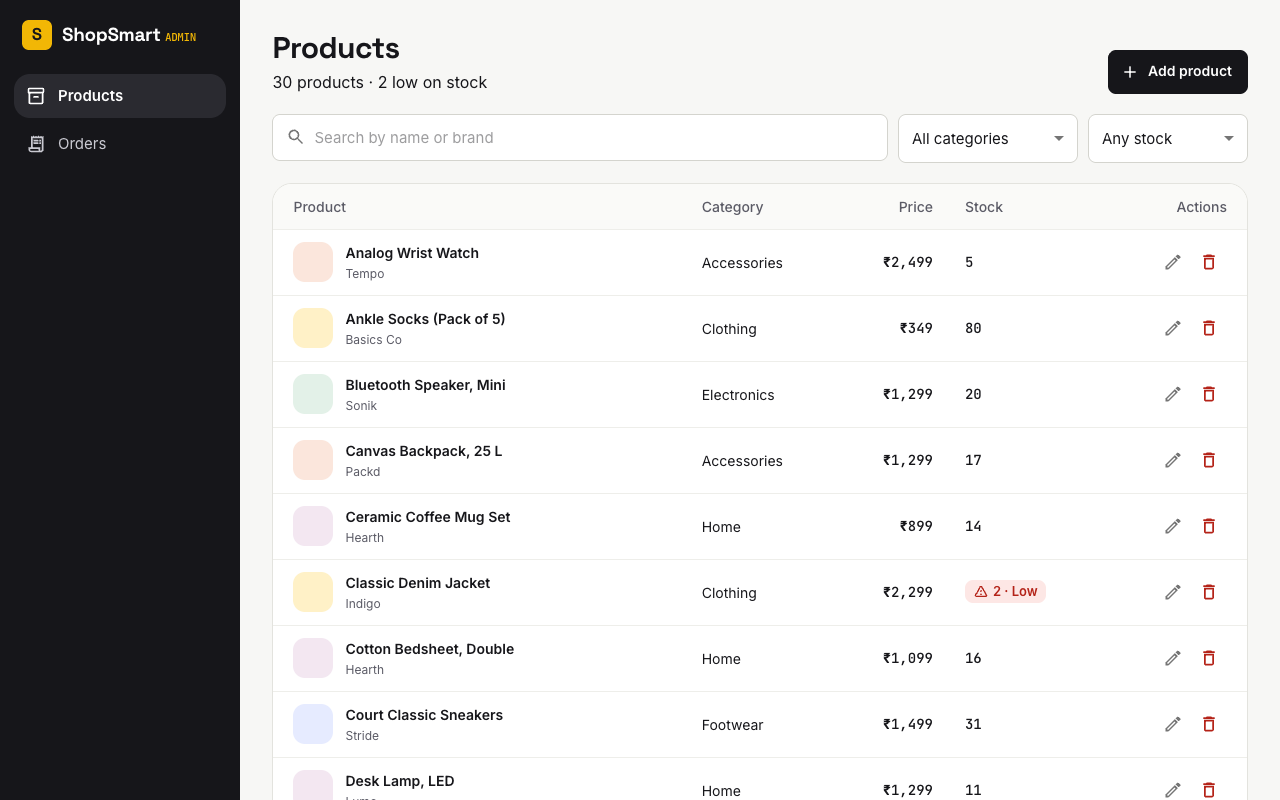 S ShopSmart ADMIN
Products
Orders
Products
30 products · 2 low on stock
Add product
Search by name or brand
All categories
Any stock
Product Category Price Stock Actions
Analog Wrist Watch
Tempo
Accessories ₹2,499 5
Ankle Socks (Pack of 5)
Basics Co
Clothing ₹349 80
Bluetooth Speaker, Mini
Sonik
Electronics ₹1,299 20
Canvas Backpack, 25 L
Packd
Accessories ₹1,299 17
Ceramic Coffee Mug Set
Hearth
Home ₹899 14
Classic Denim Jacket
Indigo
Clothing ₹2,299 2 · Low
Cotton Bedsheet, Double
Hearth
Home ₹1,099 16
Court Classic Sneakers
Stride
Footwear ₹1,499 31
Desk Lamp, LED
Home ₹1,299 11